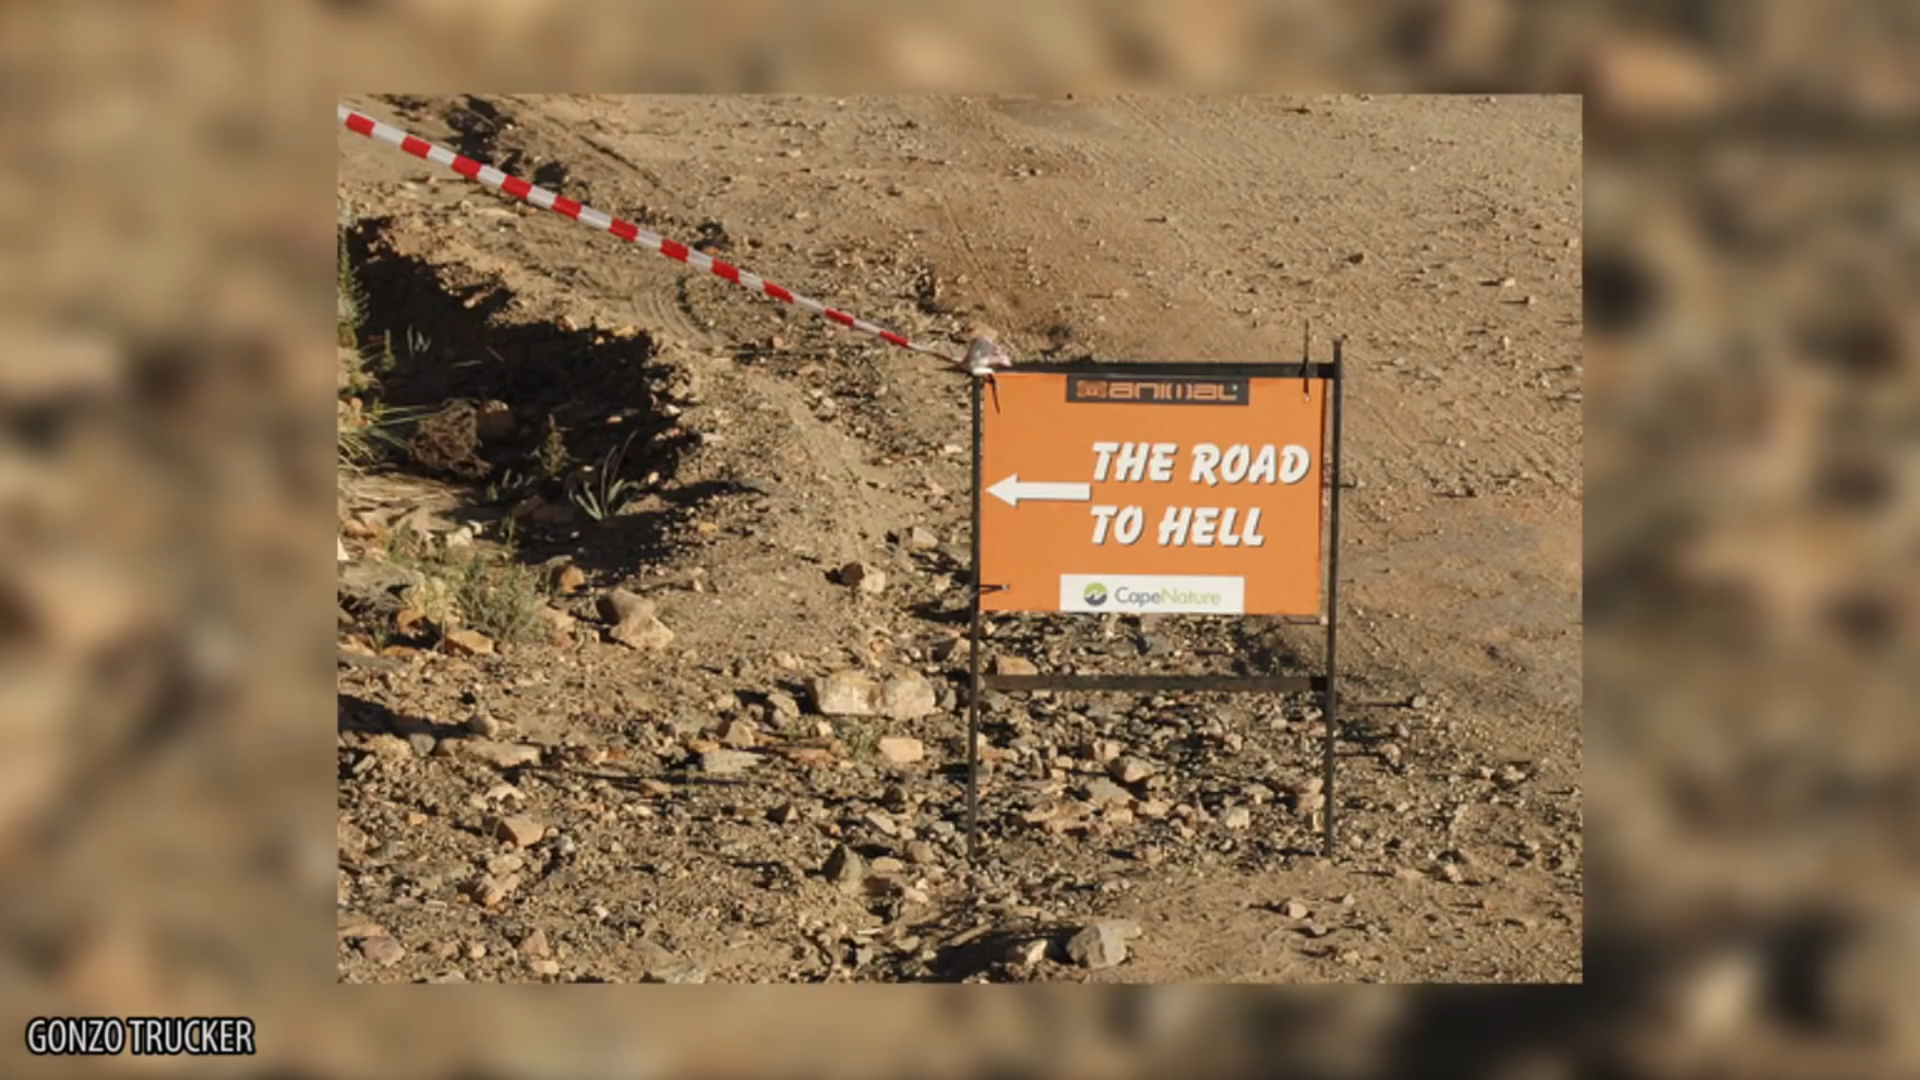 animal
THE ROAD
TO HELL
CapeNature
GONZO TRUCKER